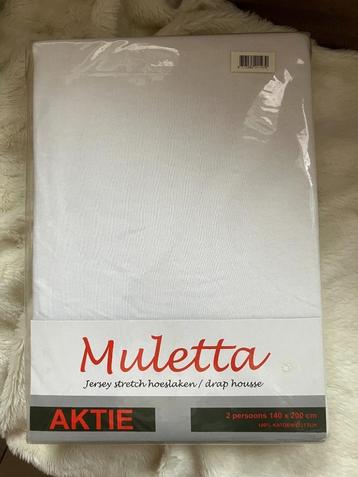 Muletta
Jersey stretch hoeslaken / drap housse
AKTIE
2 persoons 140 x 200 cm
100% KATOEN/COTTON